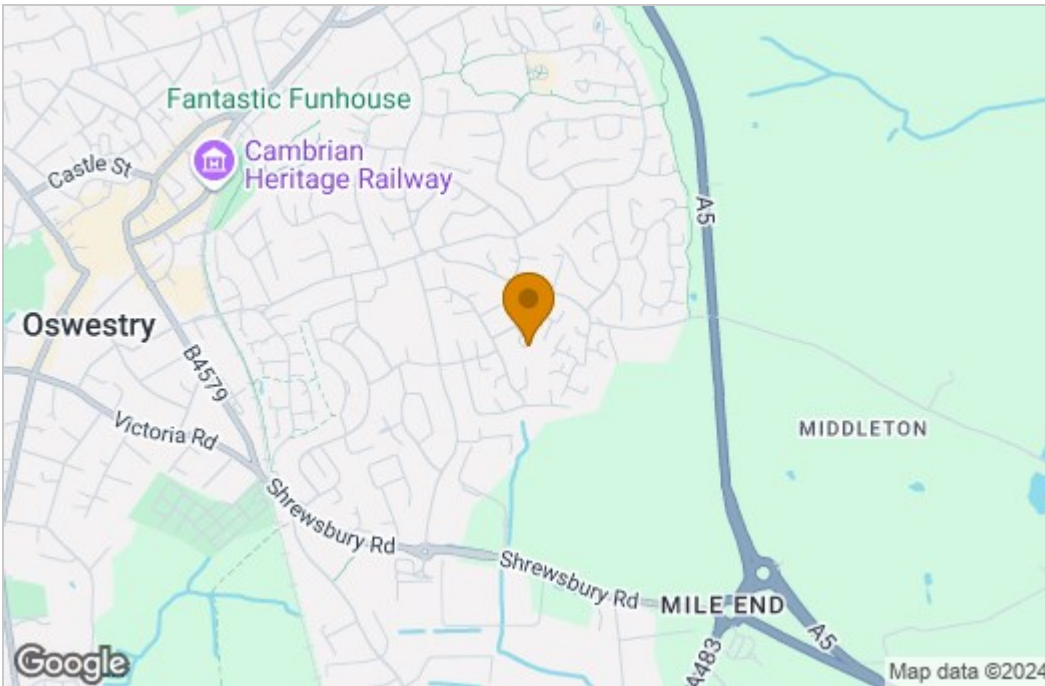 Fantastic Funhouse
Castle St
Cambrian
Heritage Railway
A5
Oswestry
B4579
MIDDLETON
Victoria Rd
Shrewsbury Rd
Shrewsbury Rd
MILE END
A483
A5
Google
Map data ©2024